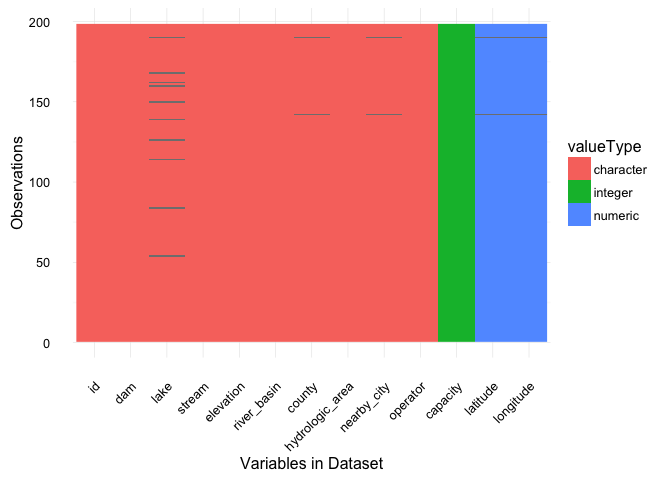 200
150
100
50
0
Observations
id
dam
lake
stream
elevation
river_basin
county
hydrologic_area
nearby_city
operator
capacity
latitude
longitude
Variables in Dataset
valueType
character
integer
numeric